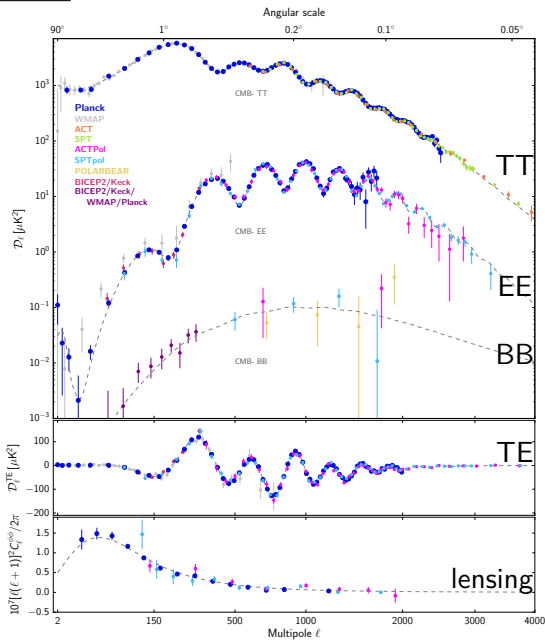 Angular scale
90° 1° 0.2° 0.1° 0.05°
10³
10²
10¹
10⁰
10⁻¹
10⁻²
10⁻³
𝒟ℓ [μK²]
CMB- TT
Planck
WMAP
ACT
SPT
ACTPol
SPTpol
POLARBEAR
BICEP2/Keck
BICEP2/Keck/
WMAP/Planck
TT
CMB- EE
EE
CMB- BB
BB
100
0
−100
−200
𝒟ℓᵀᴱ [μK²]
TE
1.5
1.0
0.5
0.0
−0.5
10⁷[ℓ(ℓ+1)]²Cℓ^ϕϕ/2π
lensing
2 150 500 1000 2000 3000 4000
Multipole ℓ